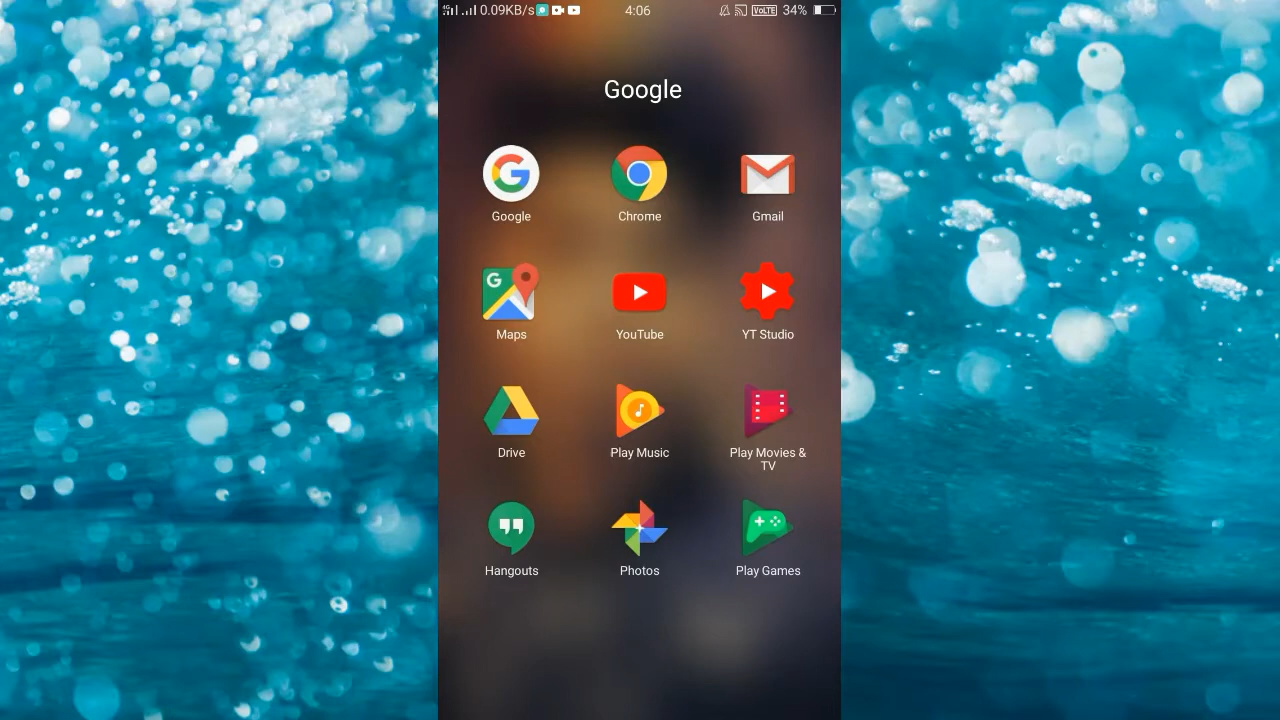 4G 0.09KB/s 4:06 VoLTE 34%
Google
Google Chrome Gmail
Maps YouTube YT Studio
Drive Play Music Play Movies &
TV
Hangouts Photos Play Games